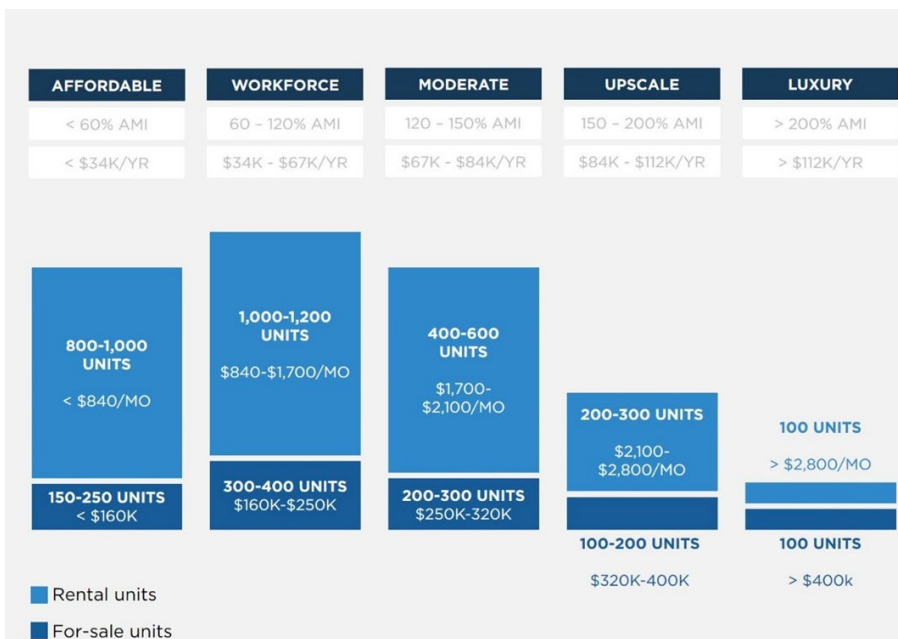 AFFORDABLE
WORKFORCE
MODERATE
UPSCALE
LUXURY
< 60% AMI
60 – 120% AMI
120 – 150% AMI
150 – 200% AMI
> 200% AMI
< $34K/YR
$34K - $67K/YR
$67K - $84K/YR
$84K - $112K/YR
> $112K/YR
800-1,000
UNITS
< $840/MO
150-250 UNITS
< $160K
1,000-1,200
UNITS
$840-$1,700/MO
300-400 UNITS
$160K-$250K
400-600
UNITS
$1,700-
$2,100/MO
200-300 UNITS
$250K-320K
200-300 UNITS
$2,100-
$2,800/MO
100-200 UNITS
$320K-400K
100 UNITS
> $2,800/MO
100 UNITS
> $400k
Rental units
For-sale units